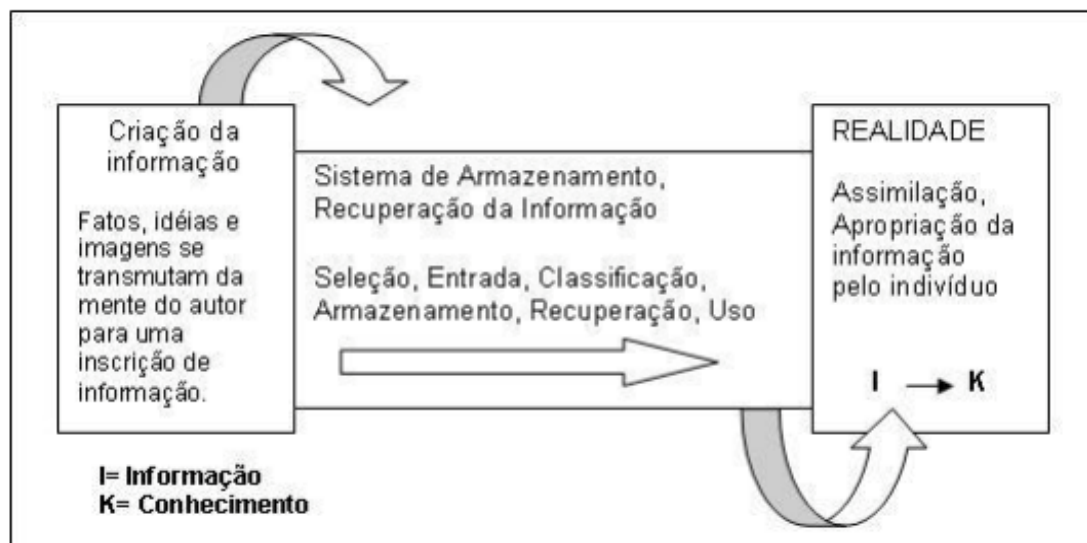 Criação da
informação
Fatos, idéias e
imagens se
transmutam da
mente do autor
para uma
inscrição de
informação.
Sistema de Armazenamento,
Recuperação da Informação
Seleção, Entrada, Classificação,
Armazenamento, Recuperação, Uso
REALIDADE
Assimilação,
Apropriação da
informação
pelo indivíduo
I → K
I= Informação
K= Conhecimento